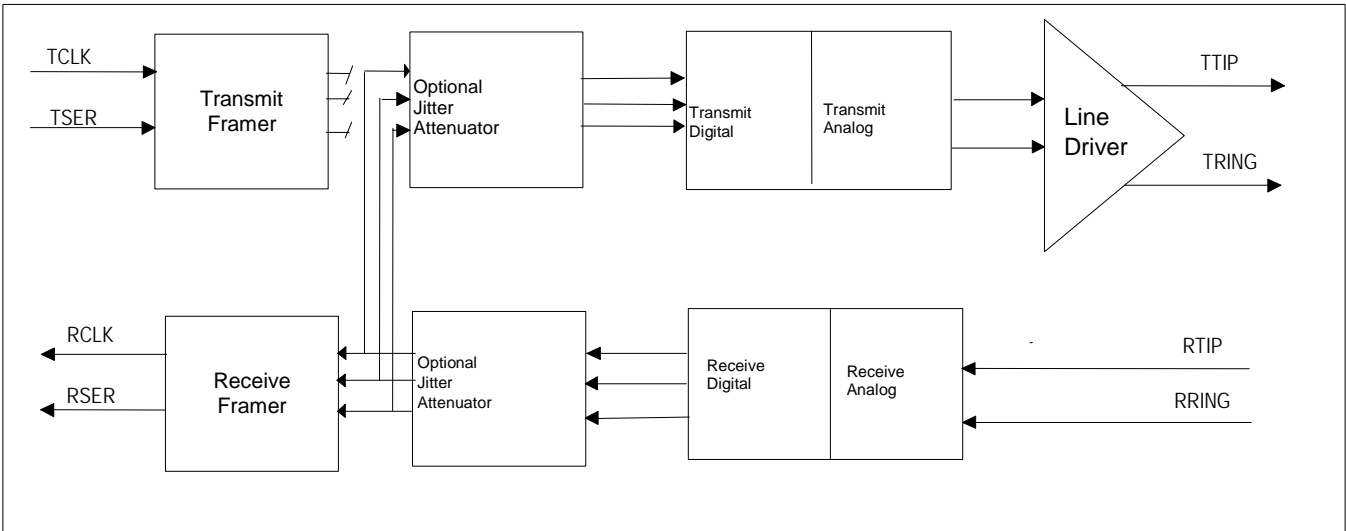 TCLK
TSER
Transmit
Framer
Optional
Jitter
Attenuator
Transmit
Digital
Transmit
Analog
Line
Driver
TTIP
TRING
RCLK
RSER
Receive
Framer
Optional
Jitter
Attenuator
Receive
Digital
Receive
Analog
RTIP
RRING